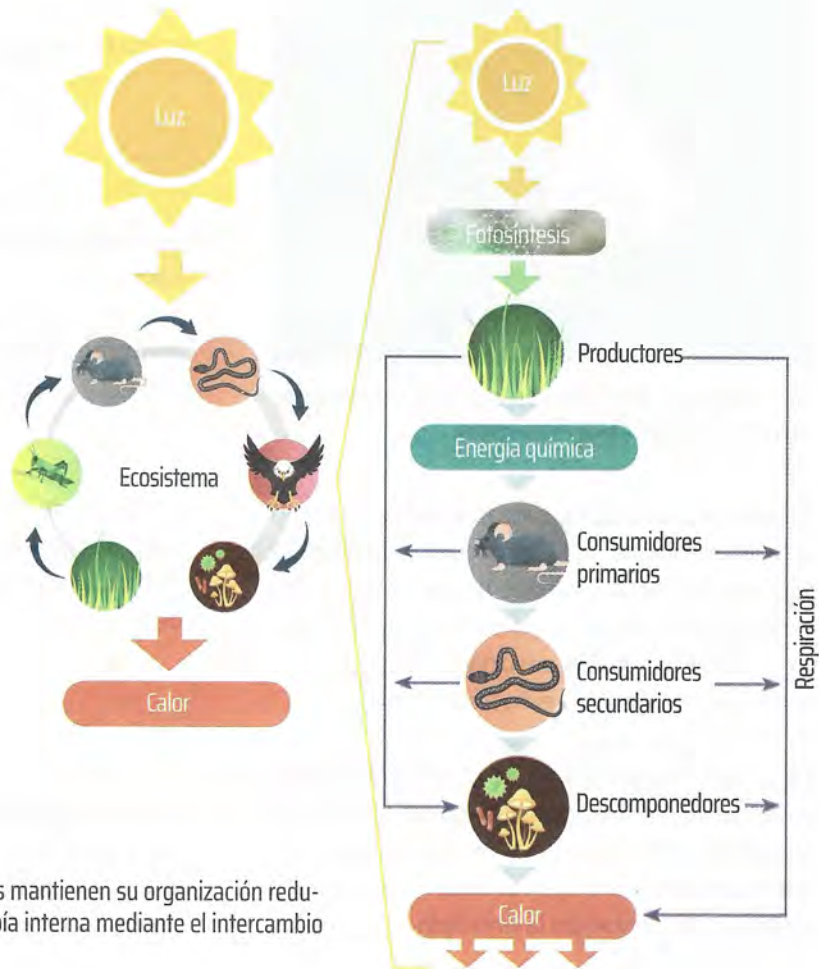 Luz
Ecosistema
Calor
Luz
Fotosíntesis
Productores
Energía química
Consumidores
primarios
Consumidores
secundarios
Descomponedores
Respiración
Calor
s mantienen su organización redu-
ía interna mediante el intercambio